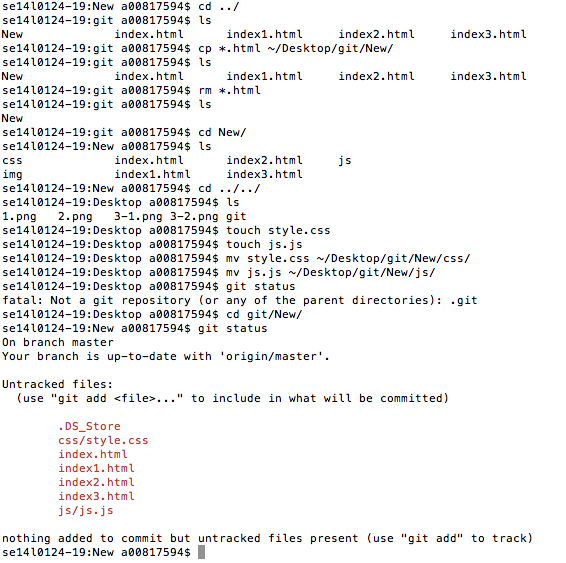 se14l0124-19:New a00817594$ cd ../
se14l0124-19:git a00817594$ ls
New index.html index1.html index2.html index3.html
se14l0124-19:git a00817594$ cp *.html ~/Desktop/git/New/
se14l0124-19:git a00817594$ ls
New index.html index1.html index2.html index3.html
se14l0124-19:git a00817594$ rm *.html
se14l0124-19:git a00817594$ ls
New
se14l0124-19:git a00817594$ cd New/
se14l0124-19:New a00817594$ ls
css index.html index2.html js
img index1.html index3.html
se14l0124-19:New a00817594$ cd ../../
se14l0124-19:Desktop a00817594$ ls
1.png 2.png 3-1.png 3-2.png git
se14l0124-19:Desktop a00817594$ touch style.css
se14l0124-19:Desktop a00817594$ touch js.js
se14l0124-19:Desktop a00817594$ mv style.css ~/Desktop/git/New/css/
se14l0124-19:Desktop a00817594$ mv js.js ~/Desktop/git/New/js/
se14l0124-19:Desktop a00817594$ git status
fatal: Not a git repository (or any of the parent directories): .git
se14l0124-19:Desktop a00817594$ cd git/New/
se14l0124-19:New a00817594$ git status
On branch master
Your branch is up-to-date with 'origin/master'.
Untracked files:
(use "git add <file>..." to include in what will be committed)
.DS_Store
css/style.css
index.html
index1.html
index2.html
index3.html
js/js.js
nothing added to commit but untracked files present (use "git add" to track)
se14l0124-19:New a00817594$